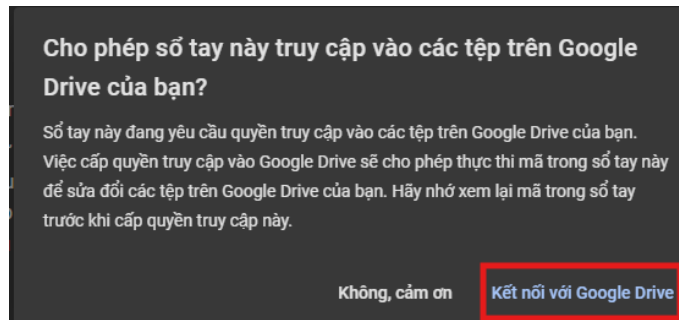 Cho phép sổ tay này truy cập vào các tệp trên Google
Drive của bạn?
Sổ tay này đang yêu cầu quyền truy cập vào các tệp trên Google Drive của bạn.
Việc cấp quyền truy cập vào Google Drive sẽ cho phép thực thi mã trong sổ tay này
để sửa đổi các tệp trên Google Drive của bạn. Hãy nhớ xem lại mã trong sổ tay
trước khi cấp quyền truy cập này.
Không, cảm ơn Kết nối với Google Drive